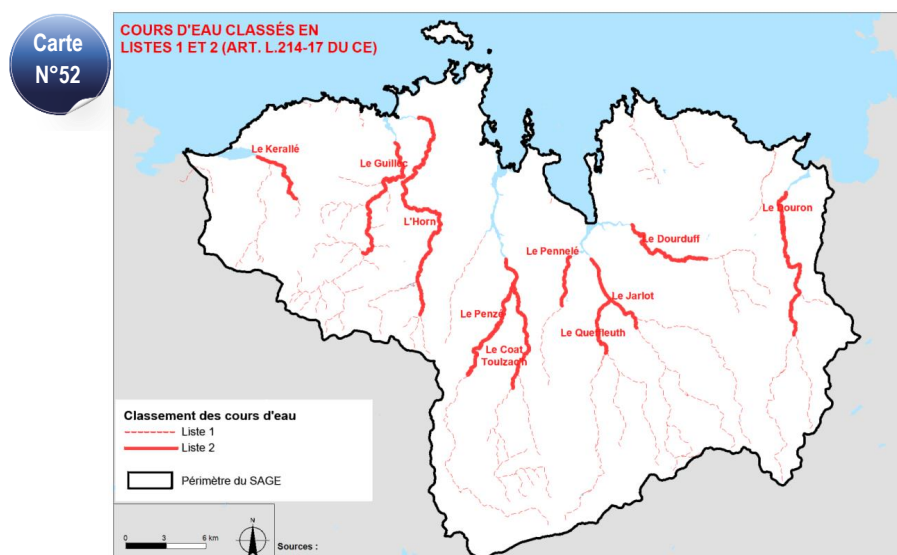 Carte
N°52
COURS D'EAU CLASSÉS EN
LISTES 1 ET 2 (ART. L.214-17 DU CE)
Le Kerallé
Le Guillec
L'Horn
Le Douron
Le Dourduff
Le Pennelé
Le Jarlot
Le Penzé
Le Queffleuth
Le Coat
Toulzach
Classement des cours d'eau
Liste 1
Liste 2
Périmètre du SAGE
0 3 6 km
N
Sources :